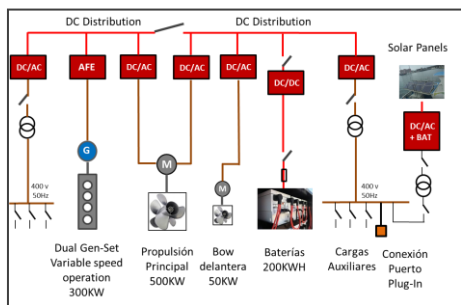 DC Distribution
DC Distribution
Solar Panels
DC/AC
AFE
DC/AC
DC/AC
DC/AC
DC/DC
DC/AC
DC/AC
+ BAT
G
M
M
400 v
50Hz
400 v
50Hz
Dual Gen-Set
Variable speed
operation
300KW
Propulsión
Principal
500KW
Bow
delantera
50KW
Baterías
200KWH
Cargas
Auxiliares
Conexión
Puerto
Plug-In